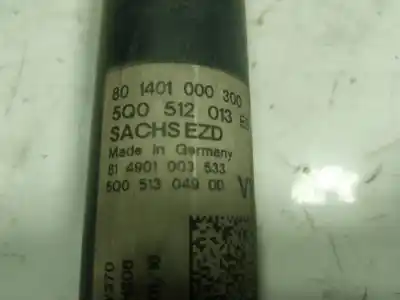 80 1401 000 300
5Q0 512 013
SACHS EZD
Made in Germany
81 4901 003 533
5Q0 513 049 00